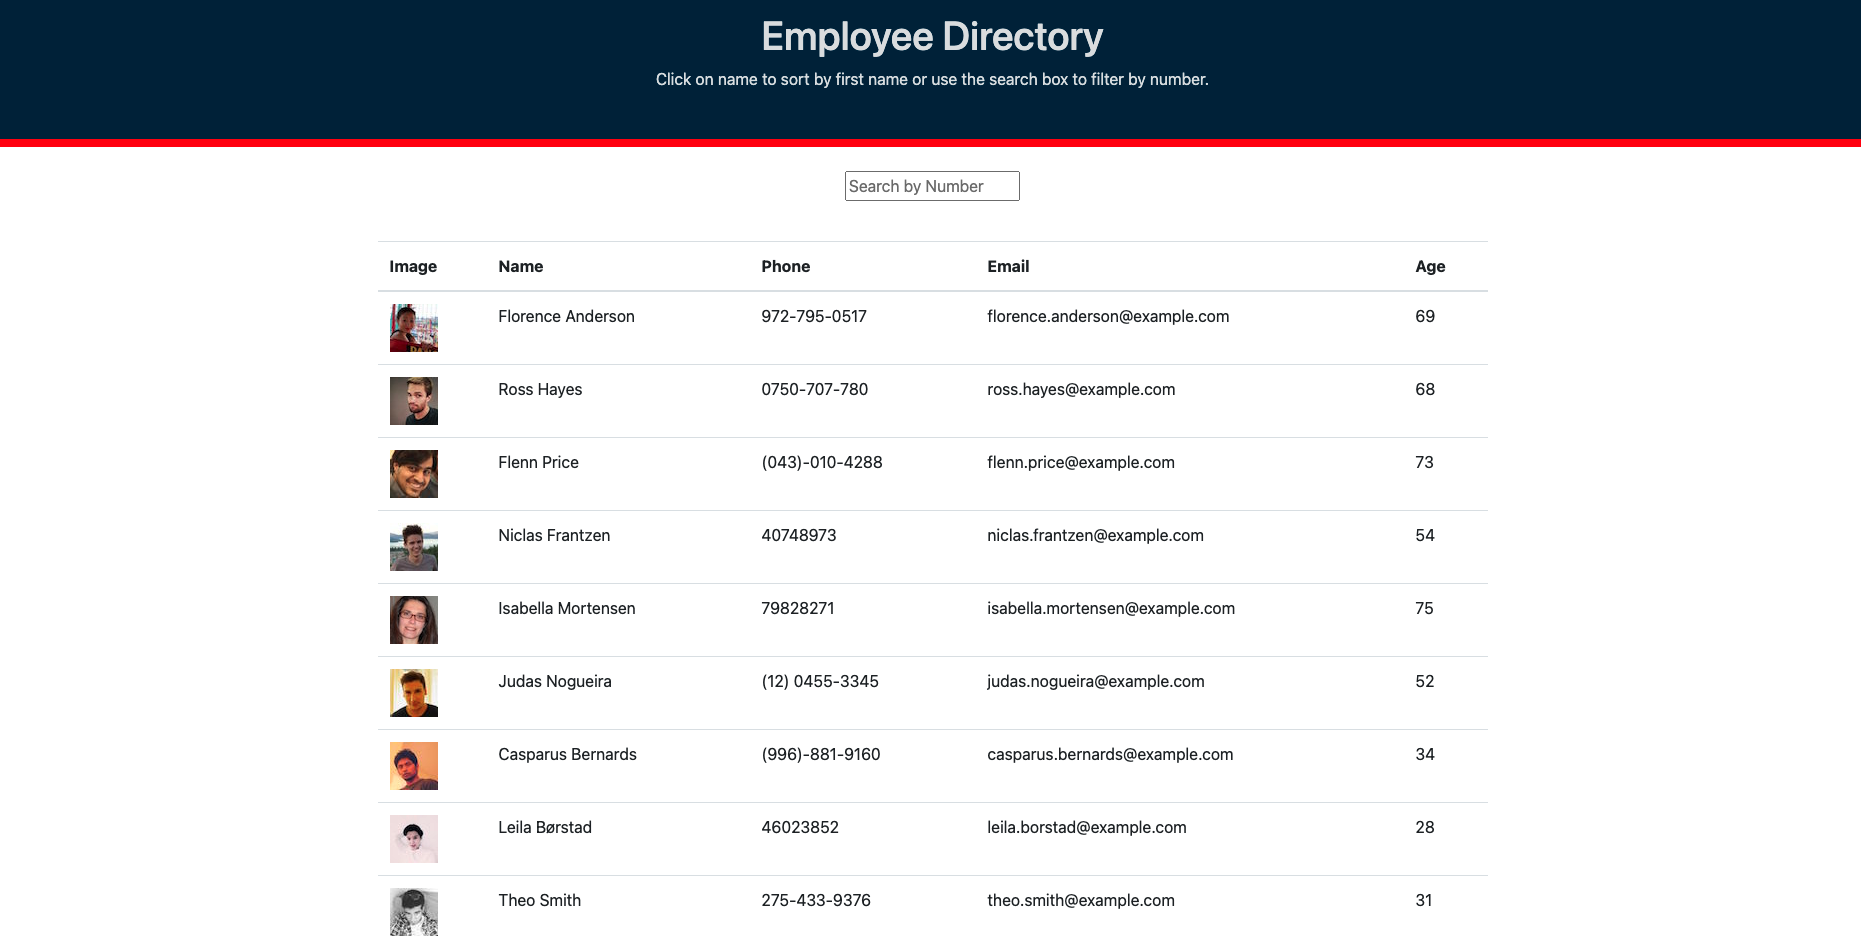 Employee Directory
Click on name to sort by first name or use the search box to filter by number.
Search by Number
Image Name Phone Email Age
Florence Anderson 972-795-0517 florence.anderson@example.com 69
Ross Hayes 0750-707-780 ross.hayes@example.com 68
Flenn Price (043)-010-4288 flenn.price@example.com 73
Niclas Frantzen 40748973 niclas.frantzen@example.com 54
Isabella Mortensen 79828271 isabella.mortensen@example.com 75
Judas Nogueira (12) 0455-3345 judas.nogueira@example.com 52
Casparus Bernards (996)-881-9160 casparus.bernards@example.com 34
Leila Børstad 46023852 leila.borstad@example.com 28
Theo Smith 275-433-9376 theo.smith@example.com 31